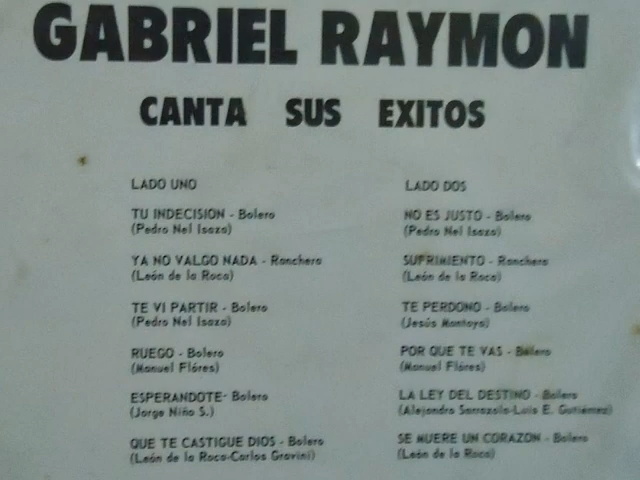 GABRIEL RAYMON
CANTA SUS EXITOS
LADO UNO
TU INDECISION - Bolero
(Pedro Nel Isaza)
YA NO VALGO NADA - Ranchera
(León de la Roca)
TE VI PARTIR - Bolero
(Pedro Nel Isaza)
RUEGO - Bolero
(Manuel Flóres)
ESPERANDOTE - Bolero
(Jorge Niño S.)
QUE TE CASTIGUE DIOS - Bolero
(León de la Roca-Carlos Gravini)
LADO DOS
NO ES JUSTO - Bolero
(Pedro Nel Isaza)
SUFRIMIENTO - Ranchera
(León de la Roca)
TE PERDONO - Bolero
(Jesús Montoya)
POR QUE TE VAS - Bolero
(Manuel Flóres)
LA LEY DEL DESTINO - Bolero
(Alejandro Sarrazola-Luis E. Gutierrez)
SE MUERE UN CORAZON - Bolero
(León de la Roca)